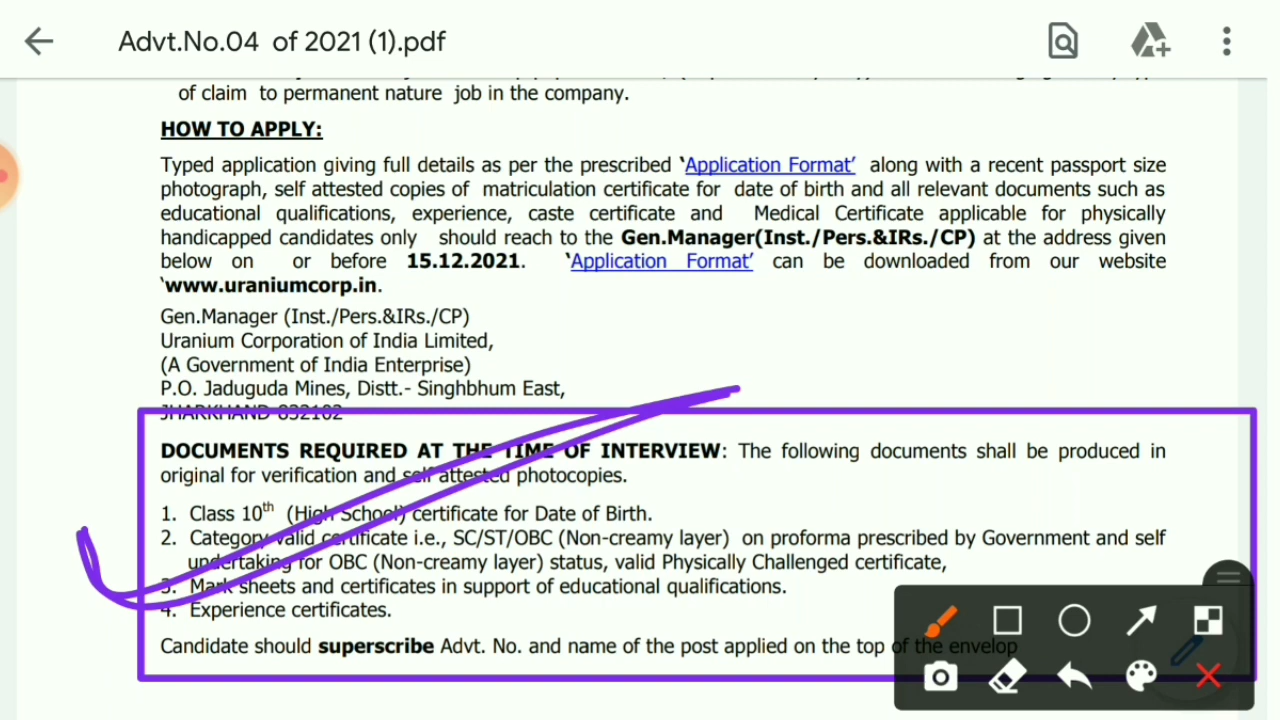 Advt.No.04 of 2021 (1).pdf
of claim to permanent nature job in the company.
HOW TO APPLY:
Typed application giving full details as per the prescribed ‘Application Format’ along with a recent passport size
photograph, self attested copies of matriculation certificate for date of birth and all relevant documents such as
educational qualifications, experience, caste certificate and Medical Certificate applicable for physically
handicapped candidates only should reach to the Gen.Manager(Inst./Pers.&IRs./CP) at the address given
below on or before 15.12.2021. ‘Application Format’ can be downloaded from our website
‘www.uraniumcorp.in.
Gen.Manager (Inst./Pers.&IRs./CP)
Uranium Corporation of India Limited,
(A Government of India Enterprise)
P.O. Jaduguda Mines, Distt.- Singhbhum East,
JHARKHAND-832102
DOCUMENTS REQUIRED AT THE TIME OF INTERVIEW: The following documents shall be produced in
original for verification and self attested photocopies.
1. Class 10th (High School) certificate for Date of Birth.
2. Category valid certificate i.e., SC/ST/OBC (Non-creamy layer) on proforma prescribed by Government and self
undertaking for OBC (Non-creamy layer) status, valid Physically Challenged certificate,
3. Mark sheets and certificates in support of educational qualifications.
4. Experience certificates.
Candidate should superscribe Advt. No. and name of the post applied on the top of the envelop